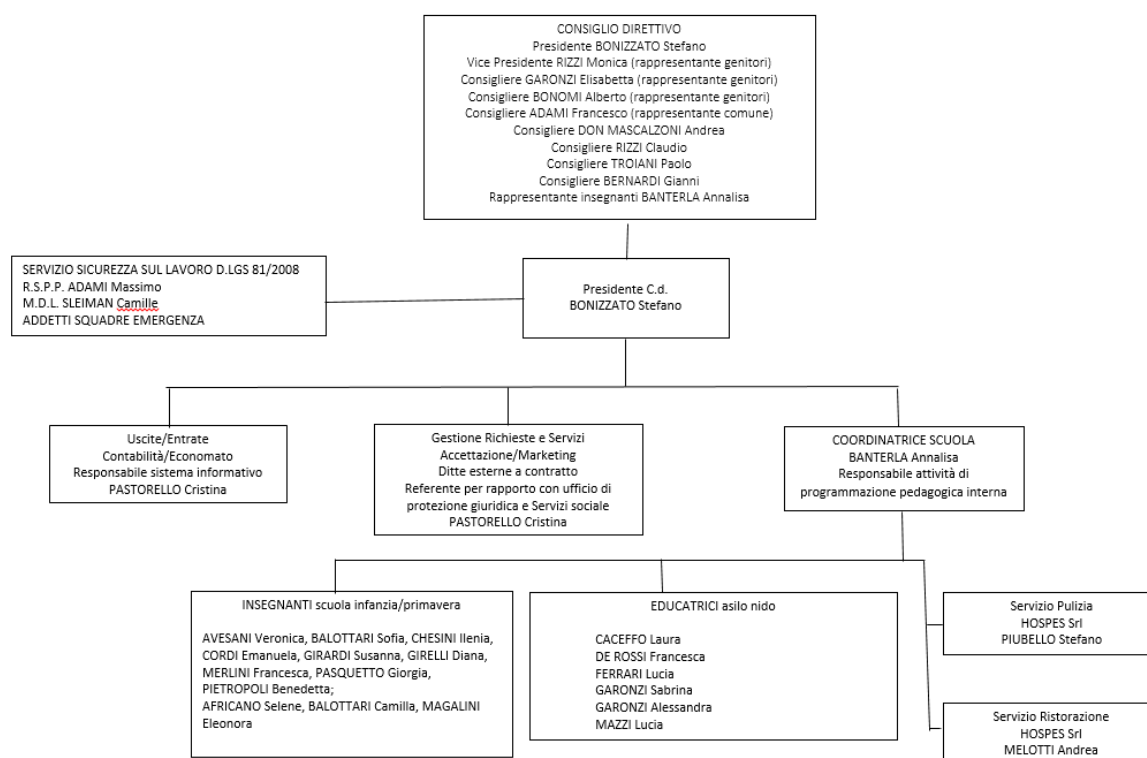 CONSIGLIO DIRETTIVO
Presidente BONIZZATO Stefano
Vice Presidente RIZZI Monica (rappresentante genitori)
Consigliere GARONZI Elisabetta (rappresentante genitori)
Consigliere BONOMI Alberto (rappresentante genitori)
Consigliere ADAMI Francesco (rappresentante comune)
Consigliere DON MASCALZONI Andrea
Consigliere RIZZI Claudio
Consigliere TROIANI Paolo
Consigliere BERNARDI Gianni
Rappresentante insegnanti BANTERLA Annalisa
SERVIZIO SICUREZZA SUL LAVORO D.LGS 81/2008
R.S.P.P. ADAMI Massimo
M.D.L. SLEIMAN Camille
ADDETTI SQUADRE EMERGENZA
Presidente C.d.
BONIZZATO Stefano
Uscite/Entrate
Contabilità/Economato
Responsabile sistema informativo
PASTORELLO Cristina
Gestione Richieste e Servizi
Accettazione/Marketing
Ditte esterne a contratto
Referente per rapporto con ufficio di
protezione giuridica e Servizi sociale
PASTORELLO Cristina
COORDINATRICE SCUOLA
BANTERLA Annalisa
Responsabile attività di
programmazione pedagogica interna
INSEGNANTI scuola infanzia/primavera
AVESANI Veronica, BALOTTARI Sofia, CHESINI Ilenia,
CORDI Emanuela, GIRARDI Susanna, GIRELLI Diana,
MERLINI Francesca, PASQUETTO Giorgia,
PIETROPOLI Benedetta;
AFRICANO Selene, BALOTTARI Camilla, MAGALINI
Eleonora
EDUCATRICI asilo nido
CACEFFO Laura
DE ROSSI Francesca
FERRARI Lucia
GARONZI Sabrina
GARONZI Alessandra
MAZZI Lucia
Servizio Pulizia
HOSPES Srl
PIUBELLO Stefano
Servizio Ristorazione
HOSPES Srl
MELOTTI Andrea